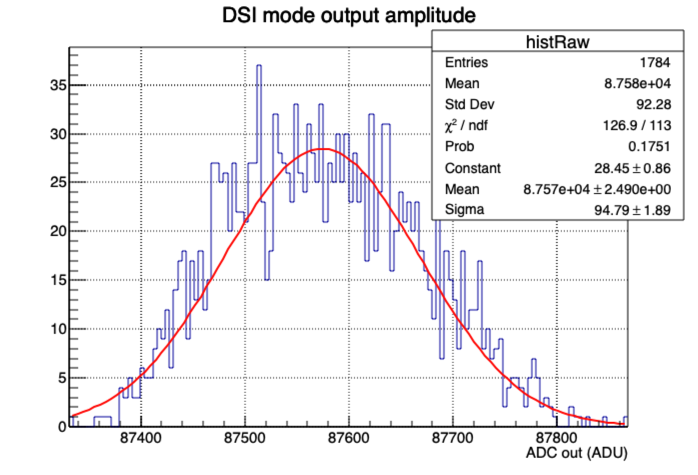 DSI mode output amplitude
histRaw
Entries 1784
Mean 8.758e+04
Std Dev 92.28
χ² / ndf 126.9 / 113
Prob 0.1751
Constant 28.45 ± 0.86
Mean 8.757e+04 ± 2.490e+00
Sigma 94.79 ± 1.89
35
30
25
20
15
10
5
0
87400 87500 87600 87700 87800
ADC out (ADU)